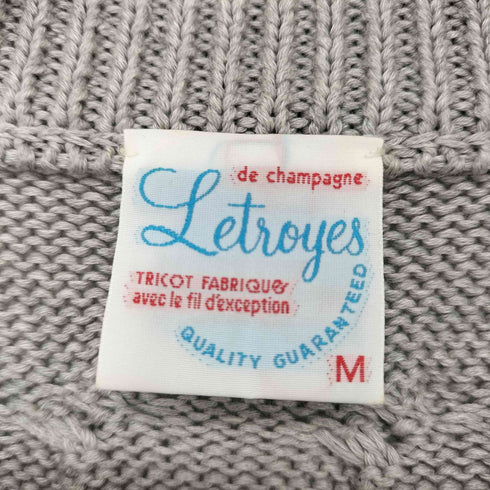 de champagne
Letroyes
TRICOT FABRIQUE
avec le fil d'exception
QUALITY GUARANTEED
M